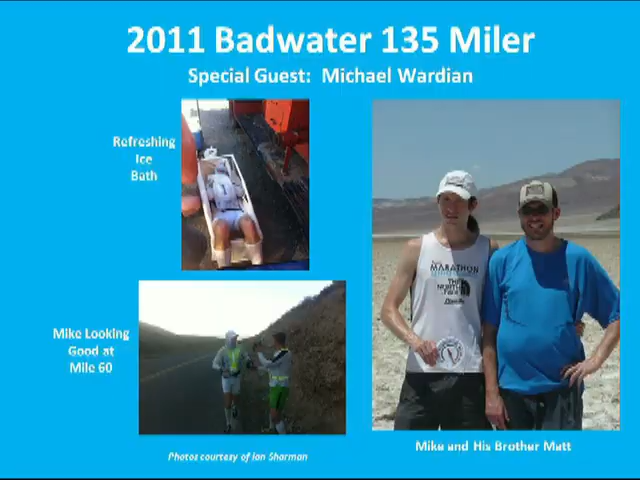 2011 Badwater 135 Miler
Special Guest: Michael Wardian
Refreshing
Ice
Bath
MARATHON
THE
NORTH
FACE
Mike Looking
Good at
Mile 60
Mike and His Brother Matt
Photos courtesy of Ian Sharman